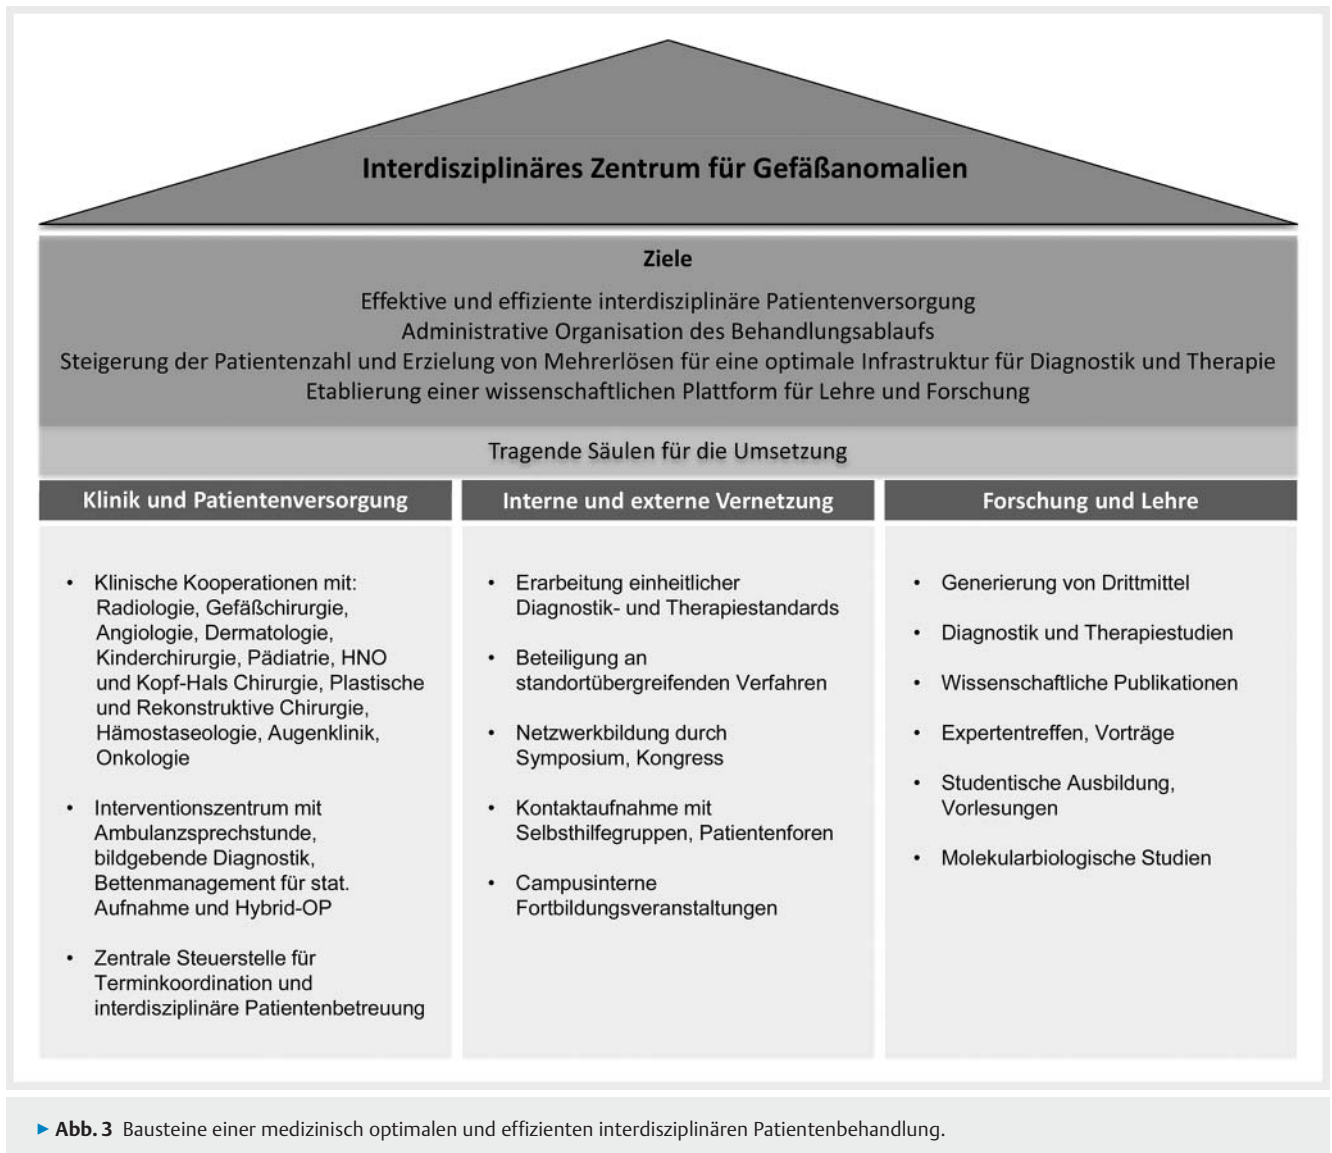 Interdisziplinäres Zentrum für Gefäßanomalien
Ziele
Effektive und effiziente interdisziplinäre Patientenversorgung
Administrative Organisation des Behandlungsablaufs
Steigerung der Patientenzahl und Erzielung von Mehrerlösen für eine optimale Infrastruktur für Diagnostik und Therapie
Etablierung einer wissenschaftlichen Plattform für Lehre und Forschung
Tragende Säulen für die Umsetzung
Klinik und Patientenversorgung
• Klinische Kooperationen mit:
Radiologie, Gefäßchirurgie,
Angiologie, Dermatologie,
Kinderchirurgie, Pädiatrie, HNO
und Kopf-Hals Chirurgie, Plastische
und Rekonstruktive Chirurgie,
Hämostaseologie, Augenklinik,
Onkologie
• Interventionszentrum mit
Ambulanzsprechstunde,
bildgebende Diagnostik,
Bettenmanagement für stat.
Aufnahme und Hybrid-OP
• Zentrale Steuerstelle für
Terminkoordination und
interdisziplinäre Patientenbetreuung
Interne und externe Vernetzung
• Erarbeitung einheitlicher
Diagnostik- und Therapiestandards
• Beteiligung an
standortübergreifenden Verfahren
• Netzwerkbildung durch
Symposium, Kongress
• Kontaktaufnahme mit
Selbsthilfegruppen, Patientenforen
• Campusinterne
Fortbildungsveranstaltungen
Forschung und Lehre
• Generierung von Drittmittel
• Diagnostik und Therapiestudien
• Wissenschaftliche Publikationen
• Expertentreffen, Vorträge
• Studentische Ausbildung,
Vorlesungen
• Molekularbiologische Studien
▶ Abb. 3 Bausteine einer medizinisch optimalen und effizienten interdisziplinären Patientenbehandlung.